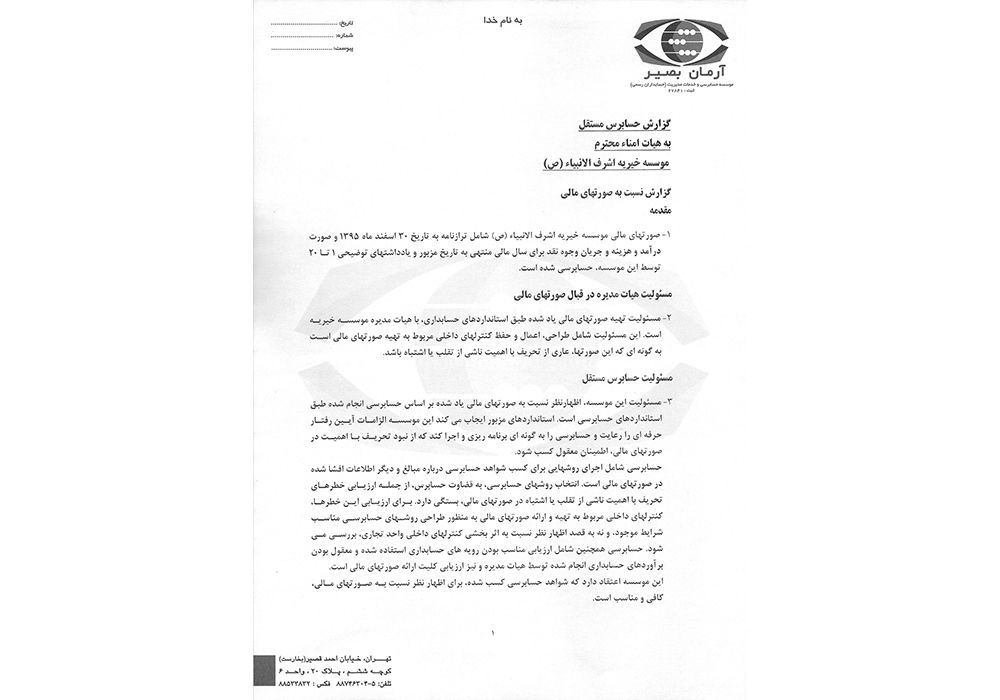 به نام خدا
تاریخ: ....................................
شماره: ....................................
پیوست: ....................................
آرمان بصیر
موسسه حسابرسی و خدمات مدیریت (حسابداران رسمی)
ثبت: ۲۷۸۴۱
گزارش حسابرس مستقل
به هیات امناء محترم
موسسه خیریه اشرف الانبیاء (ص)
گزارش نسبت به صورتهای مالی
مقدمه
۱- صورتهای مالی موسسه خیریه اشرف الانبیاء (ص) شامل ترازنامه به تاریخ ۳۰ اسفند ماه ۱۳۹۵ و صورت
درآمد و هزینه و جریان وجوه نقد برای سال مالی منتهی به تاریخ مزبور و یادداشتهای توضیحی ۱ تا ۲۰
توسط این موسسه، حسابرسی شده است.
مسئولیت هیات مدیره در قبال صورتهای مالی
۲- مسئولیت تهیه صورتهای مالی یاد شده طبق استانداردهای حسابداری، با هیات مدیره موسسه خیریه
است. این مسئولیت شامل طراحی، اعمال و حفظ کنترلهای داخلی مربوط به تهیه صورتهای مالی است
به گونه ای که این صورتها، عاری از تحریف با اهمیت ناشی از تقلب یا اشتباه باشد.
مسئولیت حسابرس مستقل
۳- مسئولیت این موسسه، اظهارنظر نسبت به صورتهای مالی یاد شده بر اساس حسابرسی انجام شده طبق
استانداردهای حسابرسی است. استانداردهای مزبور ایجاب می کند این موسسه الزامات آیین رفتار
حرفه ای را رعایت و حسابرسی را به گونه ای برنامه ریزی و اجرا کند که از نبود تحریف با اهمیت در
صورتهای مالی، اطمینان معقول کسب شود.
حسابرسی شامل اجرای روشهایی برای کسب شواهد حسابرسی درباره مبالغ و دیگر اطلاعات افشا شده
در صورتهای مالی است. انتخاب روشهای حسابرسی، به قضاوت حسابرس، از جمله ارزیابی خطرهای
تحریف با اهمیت ناشی از تقلب یا اشتباه در صورتهای مالی، بستگی دارد. برای ارزیابی این خطرها،
کنترلهای داخلی مربوط به تهیه و ارائه صورتهای مالی به منظور طراحی روشهای حسابرسی مناسب
شرایط موجود، و نه به قصد اظهار نظر نسبت به اثر بخشی کنترلهای داخلی واحد تجاری، بررسی می
شود. حسابرسی همچنین شامل ارزیابی مناسب بودن رویه های حسابداری استفاده شده و معقول بودن
برآوردهای حسابداری انجام شده توسط هیات مدیره و نیز ارزیابی کلیت ارائه صورتهای مالی است.
این موسسه اعتقاد دارد که شواهد حسابرسی کسب شده، برای اظهار نظر نسبت به صورتهای مالی،
کافی و مناسب است.
۱
تهران، خیابان احمد قصیر(بخارست)
کوچه ششم ، پلاک ۲۰ ، واحد ۶
تلفن: ۵-۸۸۷۴۶۳۰۴ فکس : ۸۸۵۳۳۸۲۲